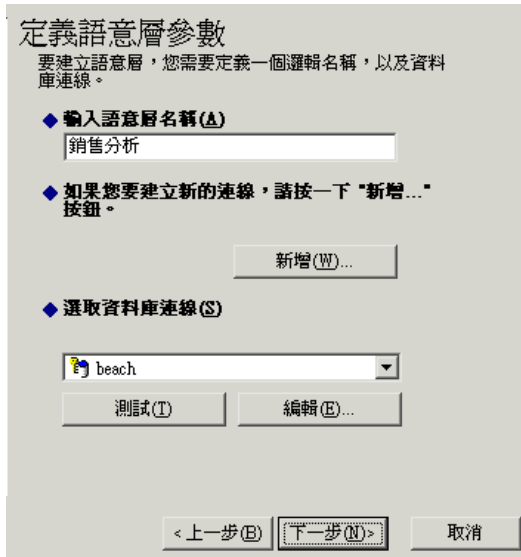 定義語意層參數
要建立語意層，您需要定義一個邏輯名稱，以及資料
庫連線。
輸入語意層名稱(A)
銷售分析
如果您要建立新的連線，請按一下 "新增..."
按鈕。
新增(W)...
選取資料庫連線(S)
beach
測試(T) 編輯(E)...
<上一步(B) 下一步(N)> 取消